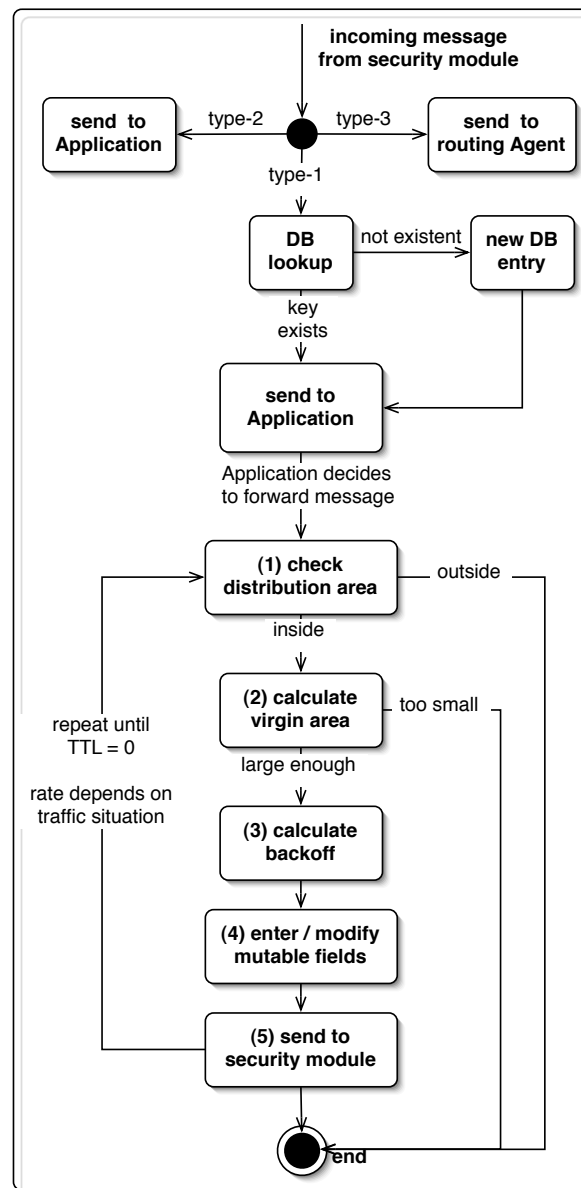 incoming message
from security module
send to
Application
type-2
type-3
send to
routing Agent
type-1
DB
lookup
not existent
new DB
entry
key
exists
send to
Application
Application decides
to forward message
(1) check
distribution area
outside
inside
(2) calculate
virgin area
too small
repeat until
TTL = 0
large enough
rate depends on
traffic situation
(3) calculate
backoff
(4) enter / modify
mutable fields
(5) send to
security module
end